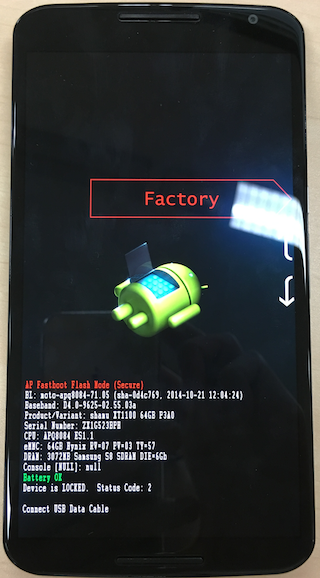 Factory
AP Fastboot Flash Mode (Secure)
BL: moto-apq8084-71.05 (sha-0d4c769, 2014-10-21 12:04:24)
Baseband: D4.0-9625-02.55.03a
Product/Variant: shamu XT1100 64GB P3A0
Serial Number: ZX1G523BPH
CPU: APQ8084 ES1.1
eMMC: 64GB Hynix RV=07 PV=03 TY=57
DRAM: 3072MB Samsung S8 SDRAM DIE=6Gb
Console [NULL]: null
Battery OK
Device is LOCKED. Status Code: 2
Connect USB Data Cable